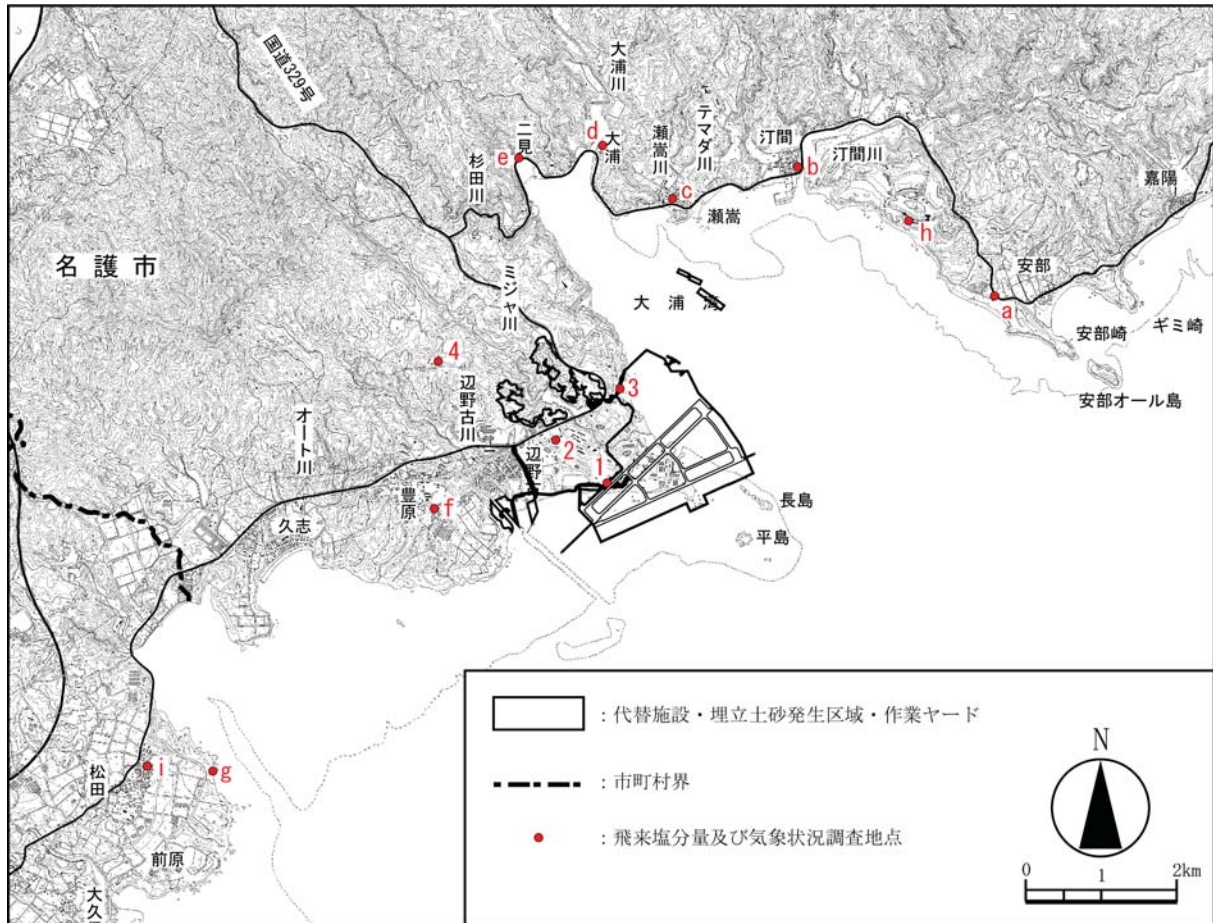 国道329号
大浦川
二見
d
大浦
e
杉田川
瀬嵩川
テマダ川
汀間
b
汀間川
嘉陽
c
瀬嵩
h
名護市
ミジャ川
大浦
安部
a
安部崎
ギミ崎
安部オール島
4
辺野古川
3
オート川
2
辺野
1
豊原
f
久志
長島
平島
i
g
松田
前原
：代替施設・埋立土砂発生区域・作業ヤード
：市町村界
：飛来塩分量及び気象状況調査地点
N
0 1 2km